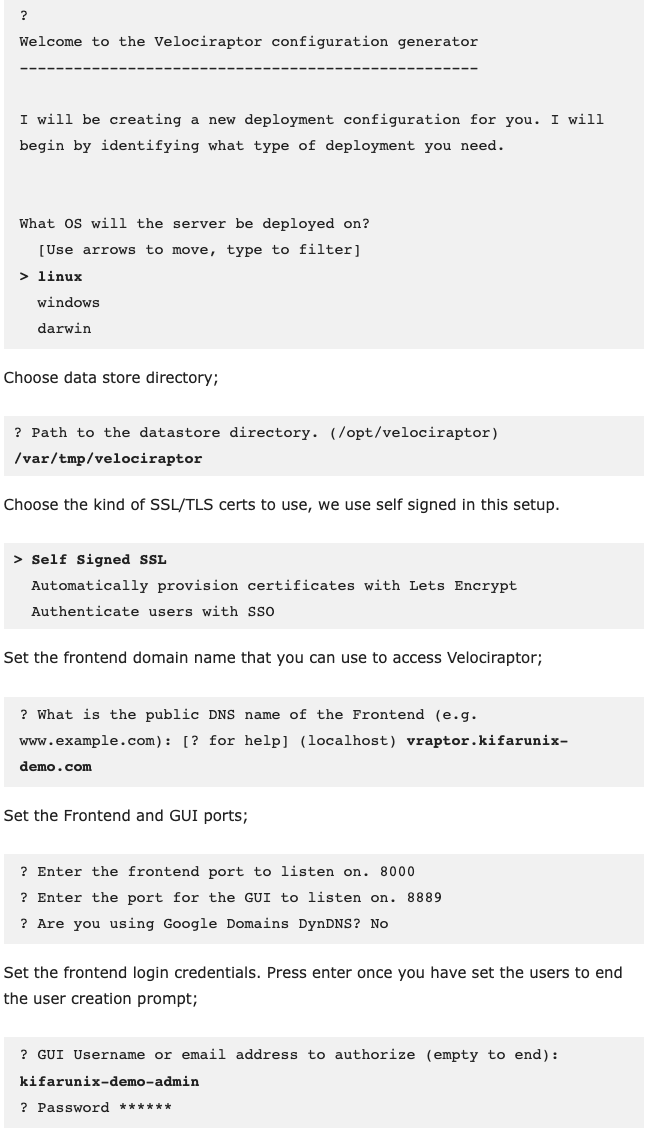 ?
Welcome to the Velociraptor configuration generator
---------------------------------------------------
I will be creating a new deployment configuration for you. I will
begin by identifying what type of deployment you need.
What OS will the server be deployed on?
[Use arrows to move, type to filter]
> linux
windows
darwin
Choose data store directory;
? Path to the datastore directory. (/opt/velociraptor)
/var/tmp/velociraptor
Choose the kind of SSL/TLS certs to use, we use self signed in this setup.
> Self Signed SSL
Automatically provision certificates with Lets Encrypt
Authenticate users with SSO
Set the frontend domain name that you can use to access Velociraptor;
? What is the public DNS name of the Frontend (e.g.
www.example.com): [? for help] (localhost) vraptor.kifarunix-
demo.com
Set the Frontend and GUI ports;
? Enter the frontend port to listen on. 8000
? Enter the port for the GUI to listen on. 8889
? Are you using Google Domains DynDNS? No
Set the frontend login credentials. Press enter once you have set the users to end
the user creation prompt;
? GUI Username or email address to authorize (empty to end):
kifarunix-demo-admin
? Password ******